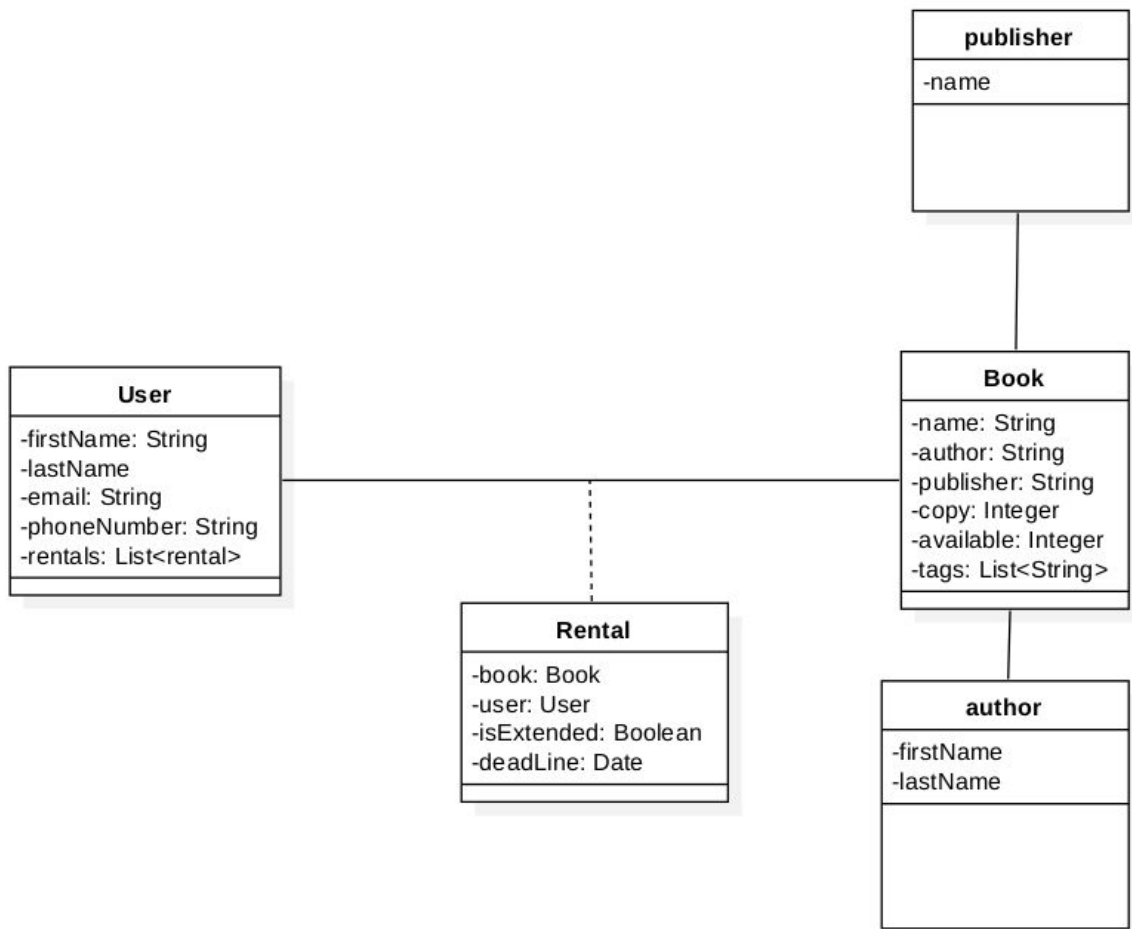 publisher
-name
User
-firstName: String
-lastName
-email: String
-phoneNumber: String
-rentals: List<rental>
Book
-name: String
-author: String
-publisher: String
-copy: Integer
-available: Integer
-tags: List<String>
Rental
-book: Book
-user: User
-isExtended: Boolean
-deadLine: Date
author
-firstName
-lastName